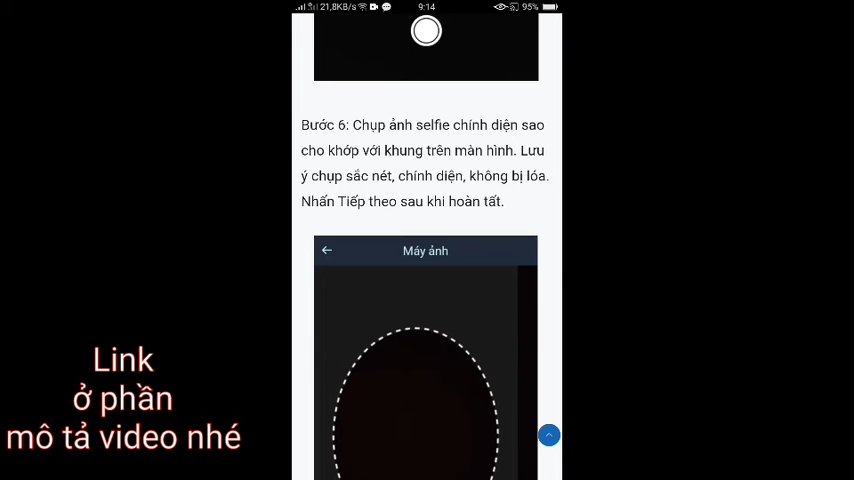 21,8KB/s
9:14
95%
Bước 6: Chụp ảnh selfie chính diện sao
cho khớp với khung trên màn hình. Lưu
ý chụp sắc nét, chính diện, không bị lóa.
Nhấn Tiếp theo sau khi hoàn tất.
Máy ảnh
Link
ở phần
mô tả video nhé